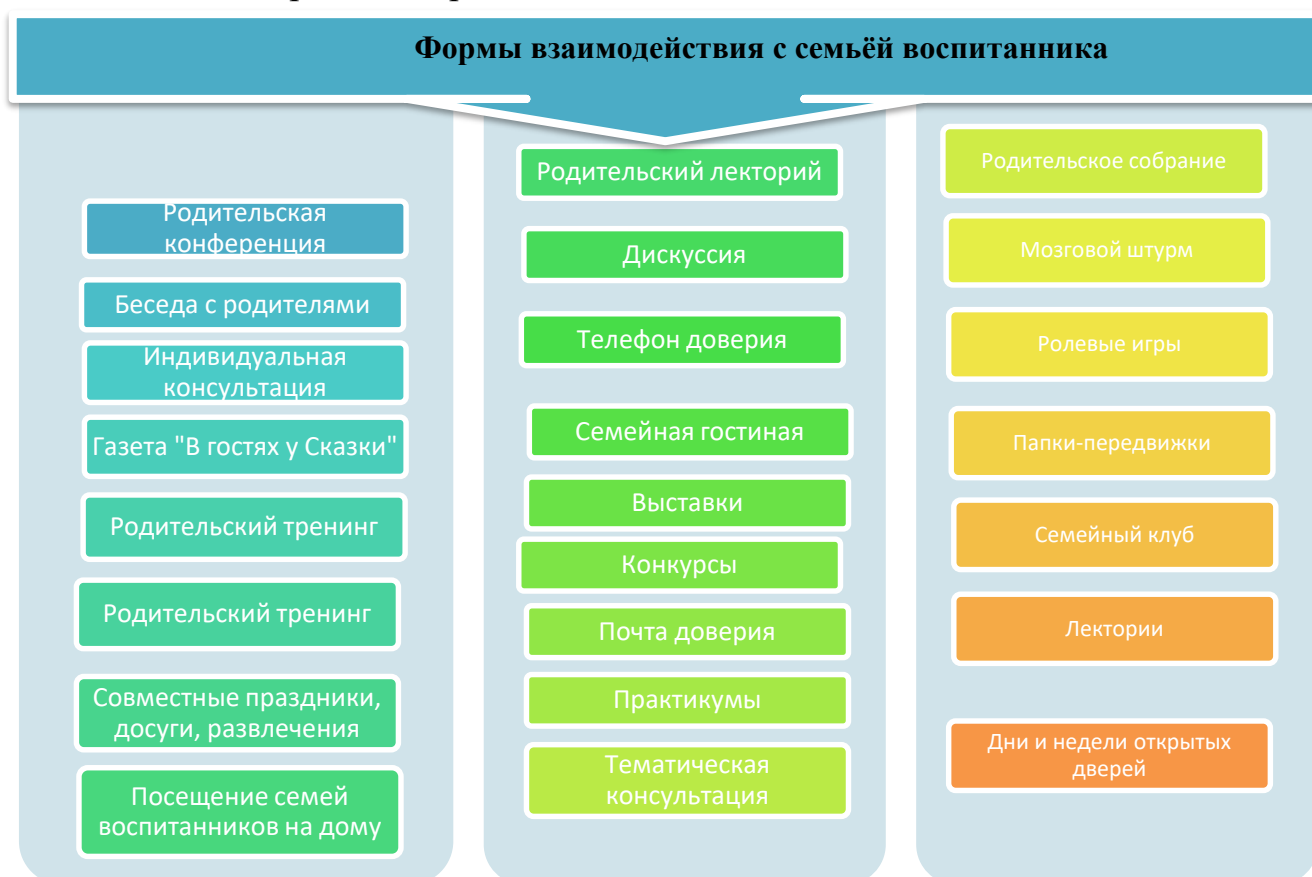 Формы взаимодействия с семьёй воспитанника
Родительская
конференция
Беседа с родителями
Индивидуальная
консультация
Газета "В гостях у Сказки"
Родительский тренинг
Родительский тренинг
Совместные праздники,
досуги, развлечения
Посещение семей
воспитанников на дому
Родительский лекторий
Дискуссия
Телефон доверия
Семейная гостиная
Выставки
Конкурсы
Почта доверия
Практикумы
Тематическая
консультация
Родительское собрание
Мозговой штурм
Ролевые игры
Папки-передвижки
Семейный клуб
Лектории
Дни и недели открытых
дверей